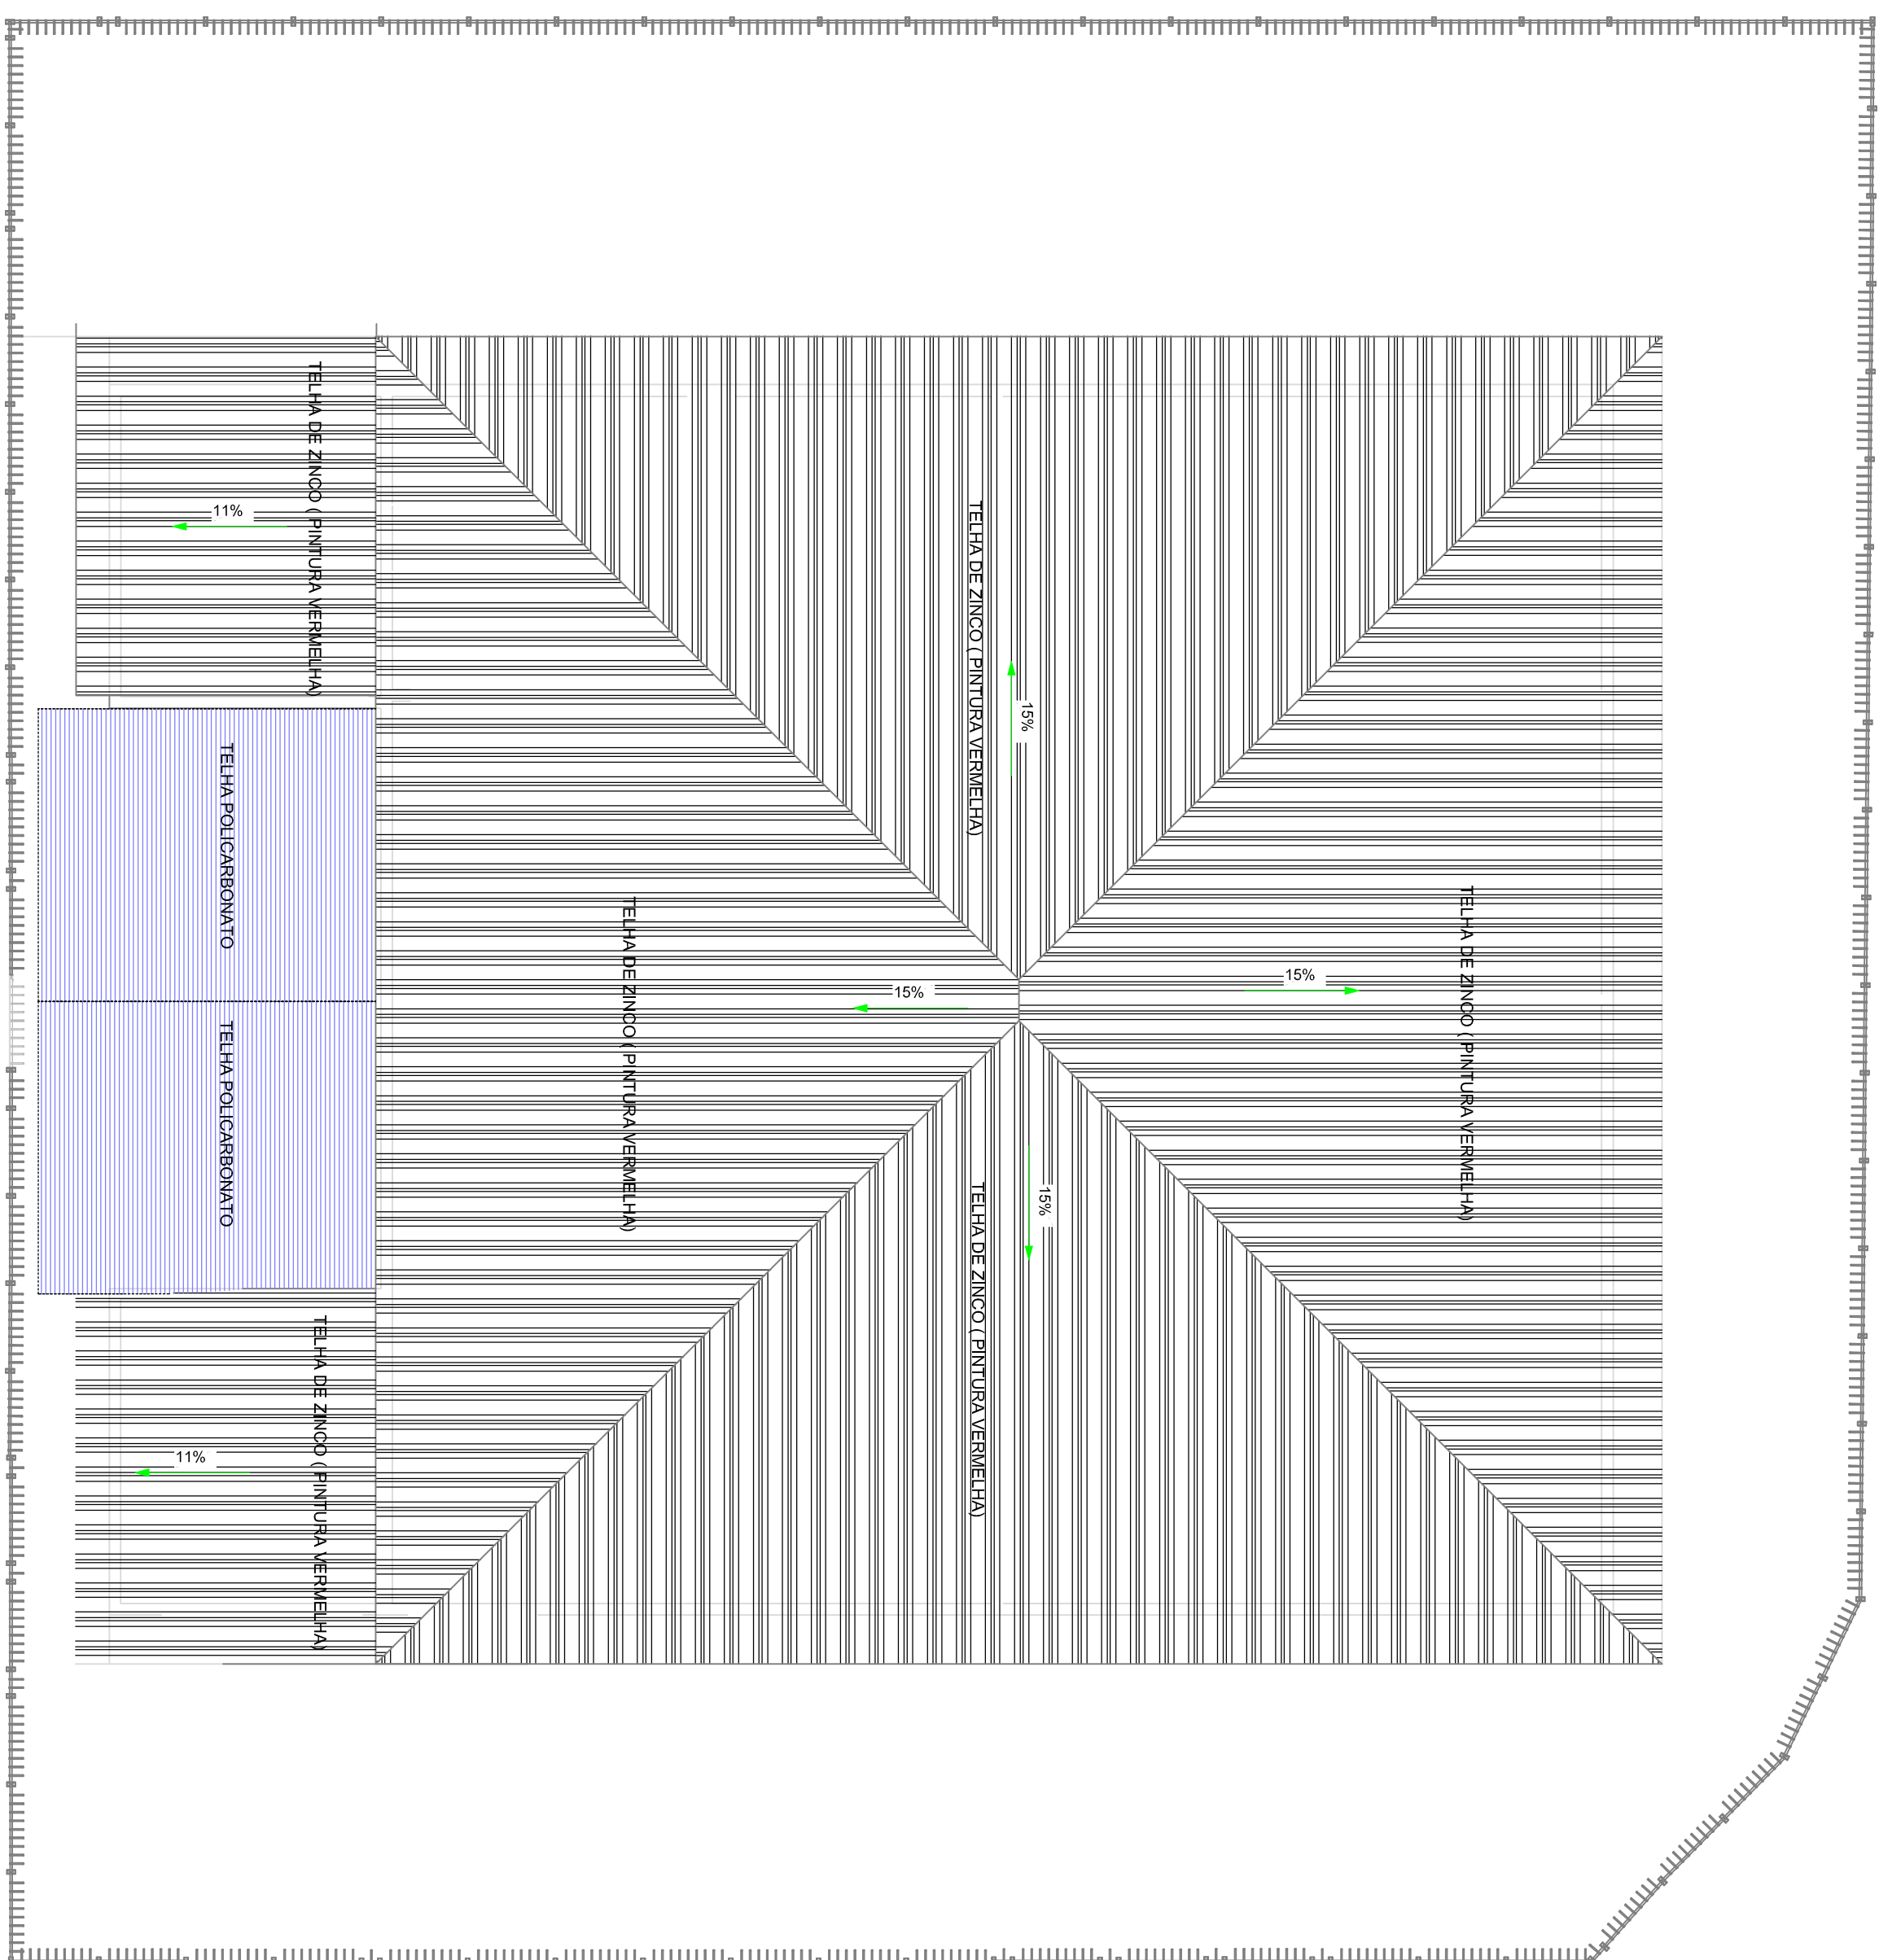 TELHA DE ZINCO ( PINTURA VERMELHA)
11%
TELHA DE ZINCO ( PINTURA VERMELHA)
15%
TELHA POLICARBONATO
TELHA DE ZINCO ( PINTURA VERMELHA)
TELHA DE ZINCO ( PINTURA VERMELHA)
15%
15%
TELHA POLICARBONATO
TELHA DE ZINCO ( PINTURA VERMELHA)
15%
TELHA DE ZINCO ( PINTURA VERMELHA)
11%